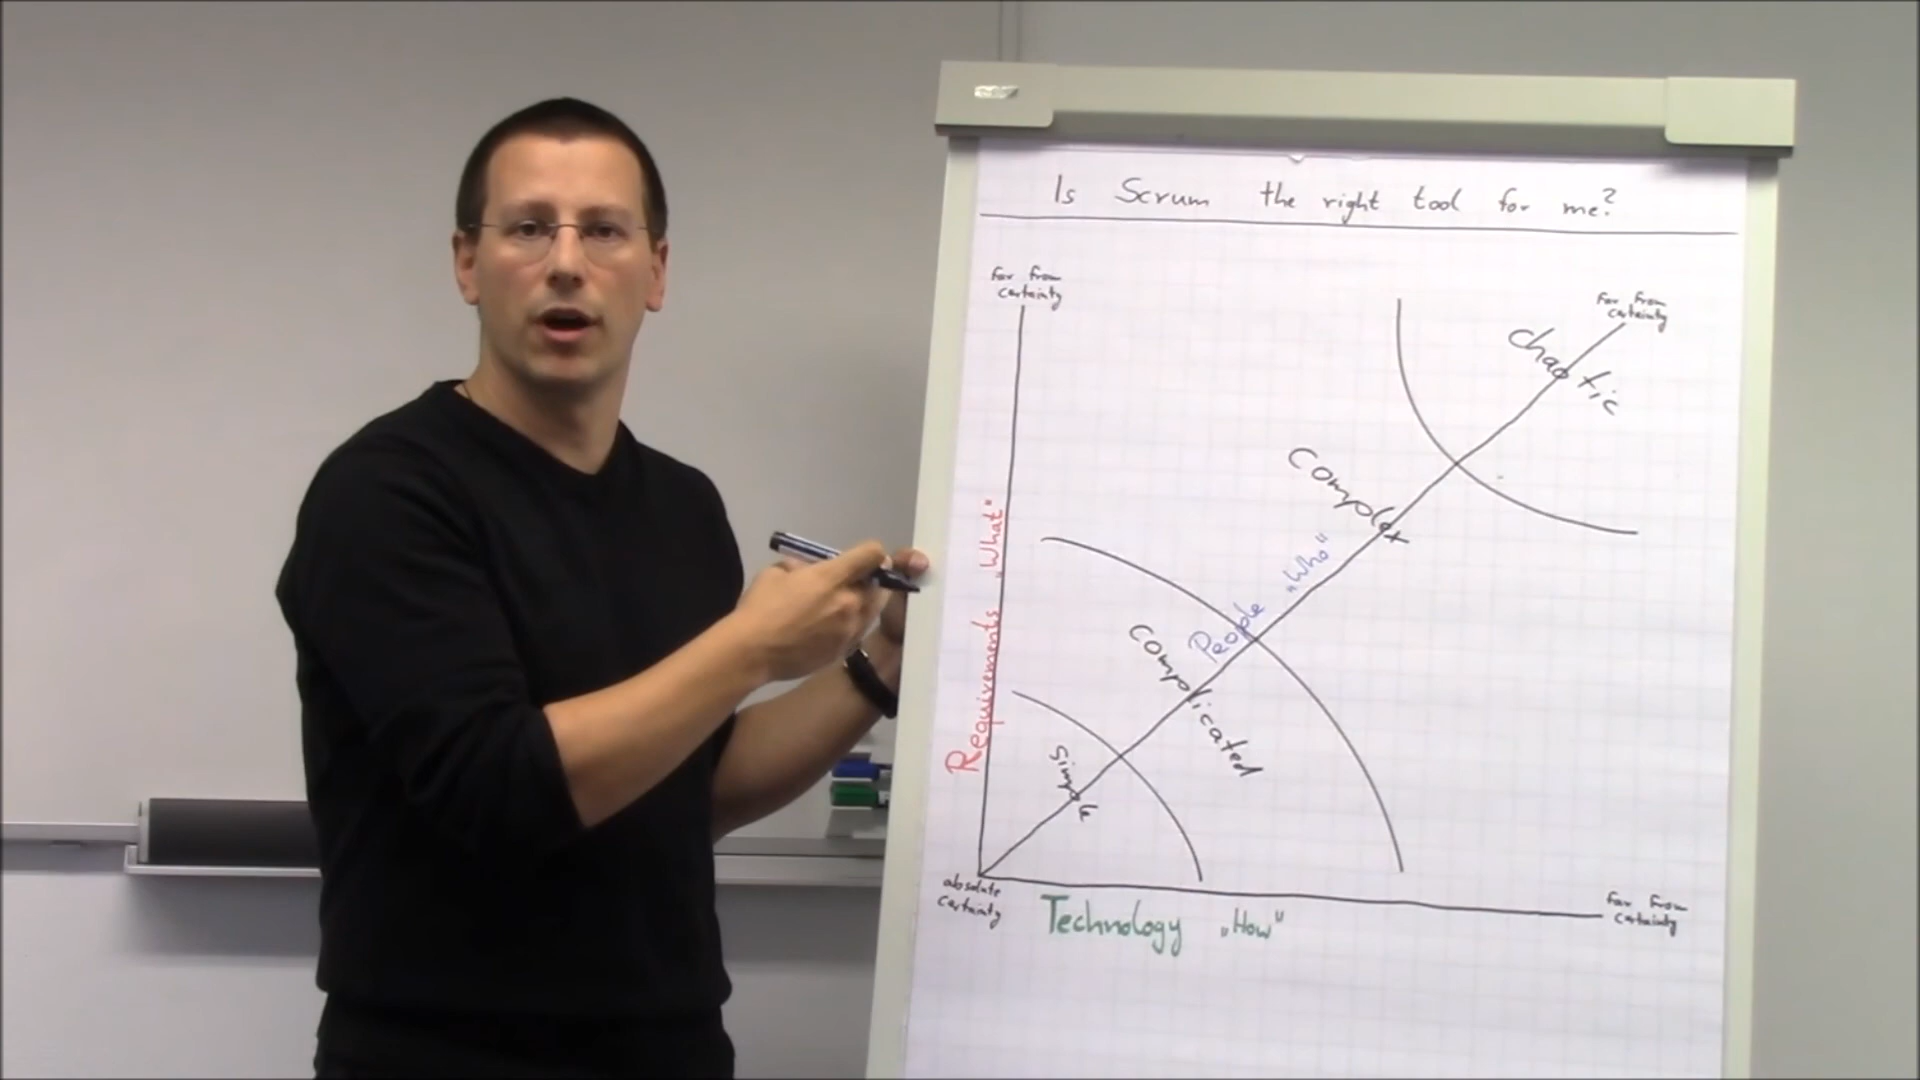 Is Scrum the right tool for me?
far from
certainty
far from
certainty
chaotic
complex
Requirements „What"
People „Who"
complicated
simple
absolute
certainty
Technology „How"
far from
certainty